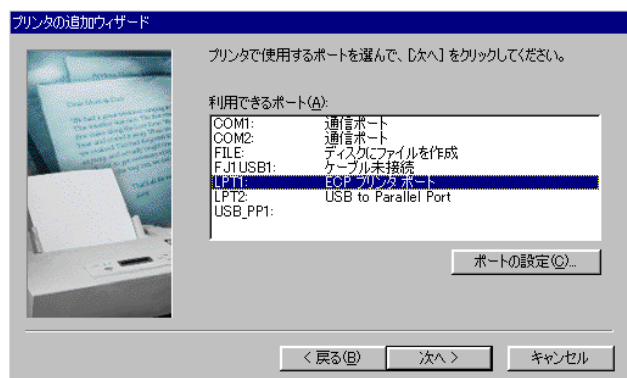 プリンタの追加ウィザード
プリンタで使用するポートを選んで、[次へ] をクリックしてください。
利用できるポート(A):
COM1: 通信ポート
COM2: 通信ポート
FILE: ディスクにファイルを作成
FJ1USB1: ケーブル未接続
LPT1: ECP プリンタ ポート
LPT2: USB to Parallel Port
USB_PP1:
ポートの設定(C)...
< 戻る(B)
次へ >
キャンセル